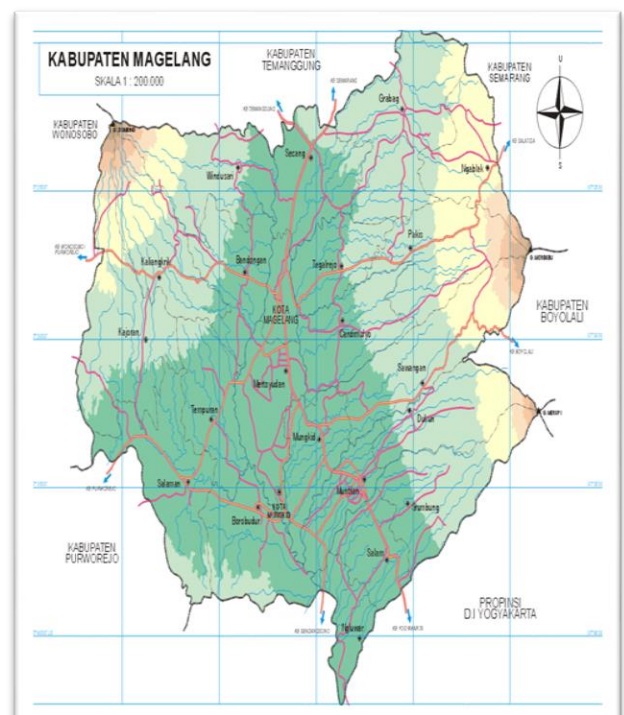 KABUPATEN MAGELANG
SKALA 1 : 200.000
KABUPATEN
TEMANGGUNG
KABUPATEN
SEMARANG
U
S
KABUPATEN
WONOSOBO
Grabag
Secang
Windusari
Ngablak
Pakis
Kaliangkrik
Bandongan
Tegalrejo
KOTA
MAGELANG
Candimulyo
KABUPATEN
BOYOLALI
Kajoran
Sawangan
Mertoyudan
Tempuran
Dukun
Mungkid
Salaman
Muntilan
KOTA
Borobudur
Srumbung
Salam
KABUPATEN
PURWOREJO
PROPINSI
D.I YOGYAKARTA
Ngluwar